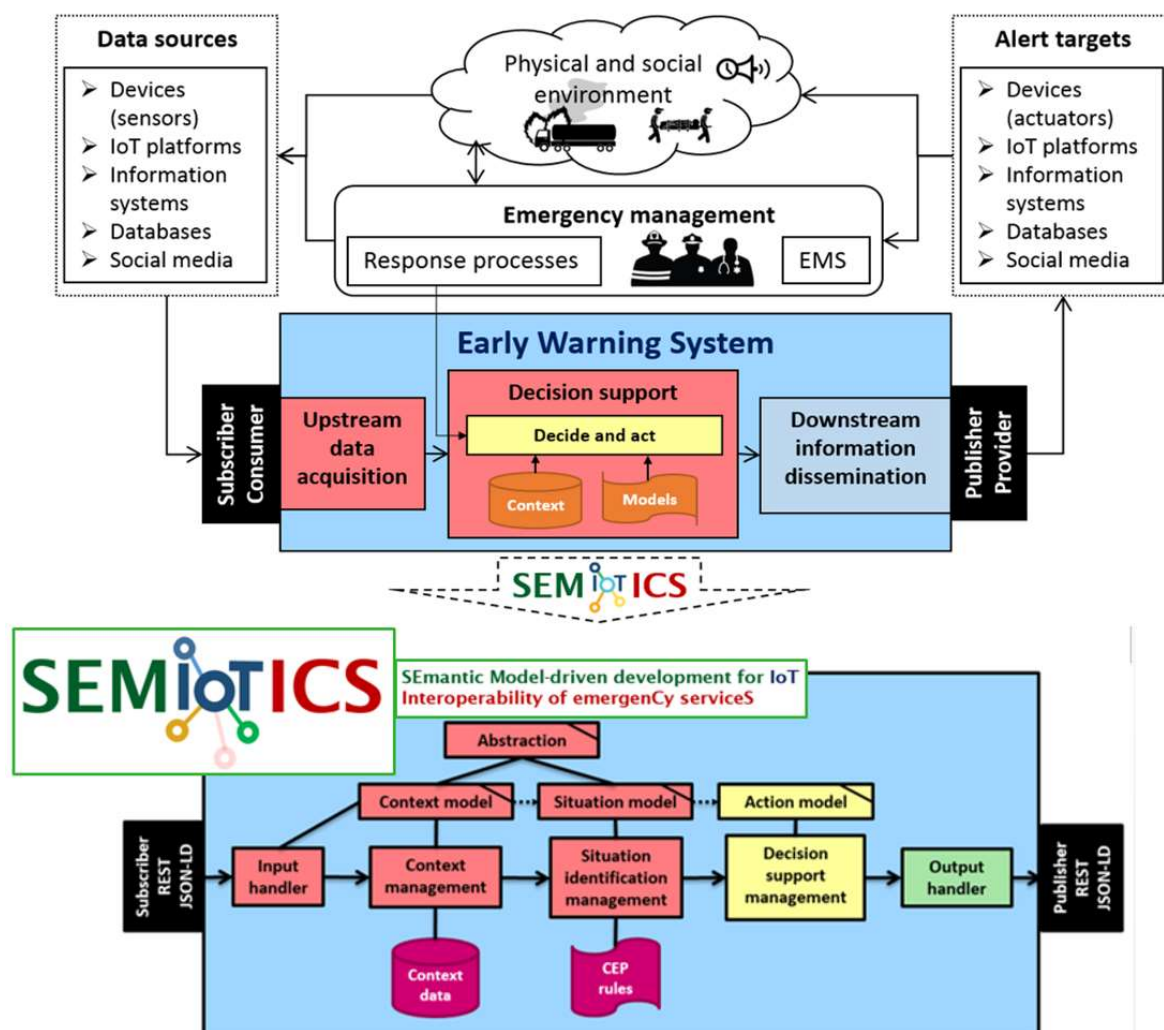 Data sources
➢ Devices
(sensors)
➢ IoT platforms
➢ Information
systems
➢ Databases
➢ Social media
Physical and social
environment
Alert targets
➢ Devices
(actuators)
➢ IoT platforms
➢ Information
systems
➢ Databases
➢ Social media
Emergency management
Response processes
EMS
Early Warning System
Subscriber
Consumer
Upstream
data
acquisition
Decision support
Decide and act
Context
Models
Downstream
information
dissemination
Publisher
Provider
SEMIoTICS
SEMIoTICS
SEmantic Model-driven development for IoT
Interoperability of emergenCy serviceS
Abstraction
Context model
Situation model
Action model
Subscriber
REST
JSON-LD
Input
handler
Context
management
Situation
identification
management
Decision
support
management
Output
handler
Publisher
REST
JSON-LD
Context
data
CEP
rules